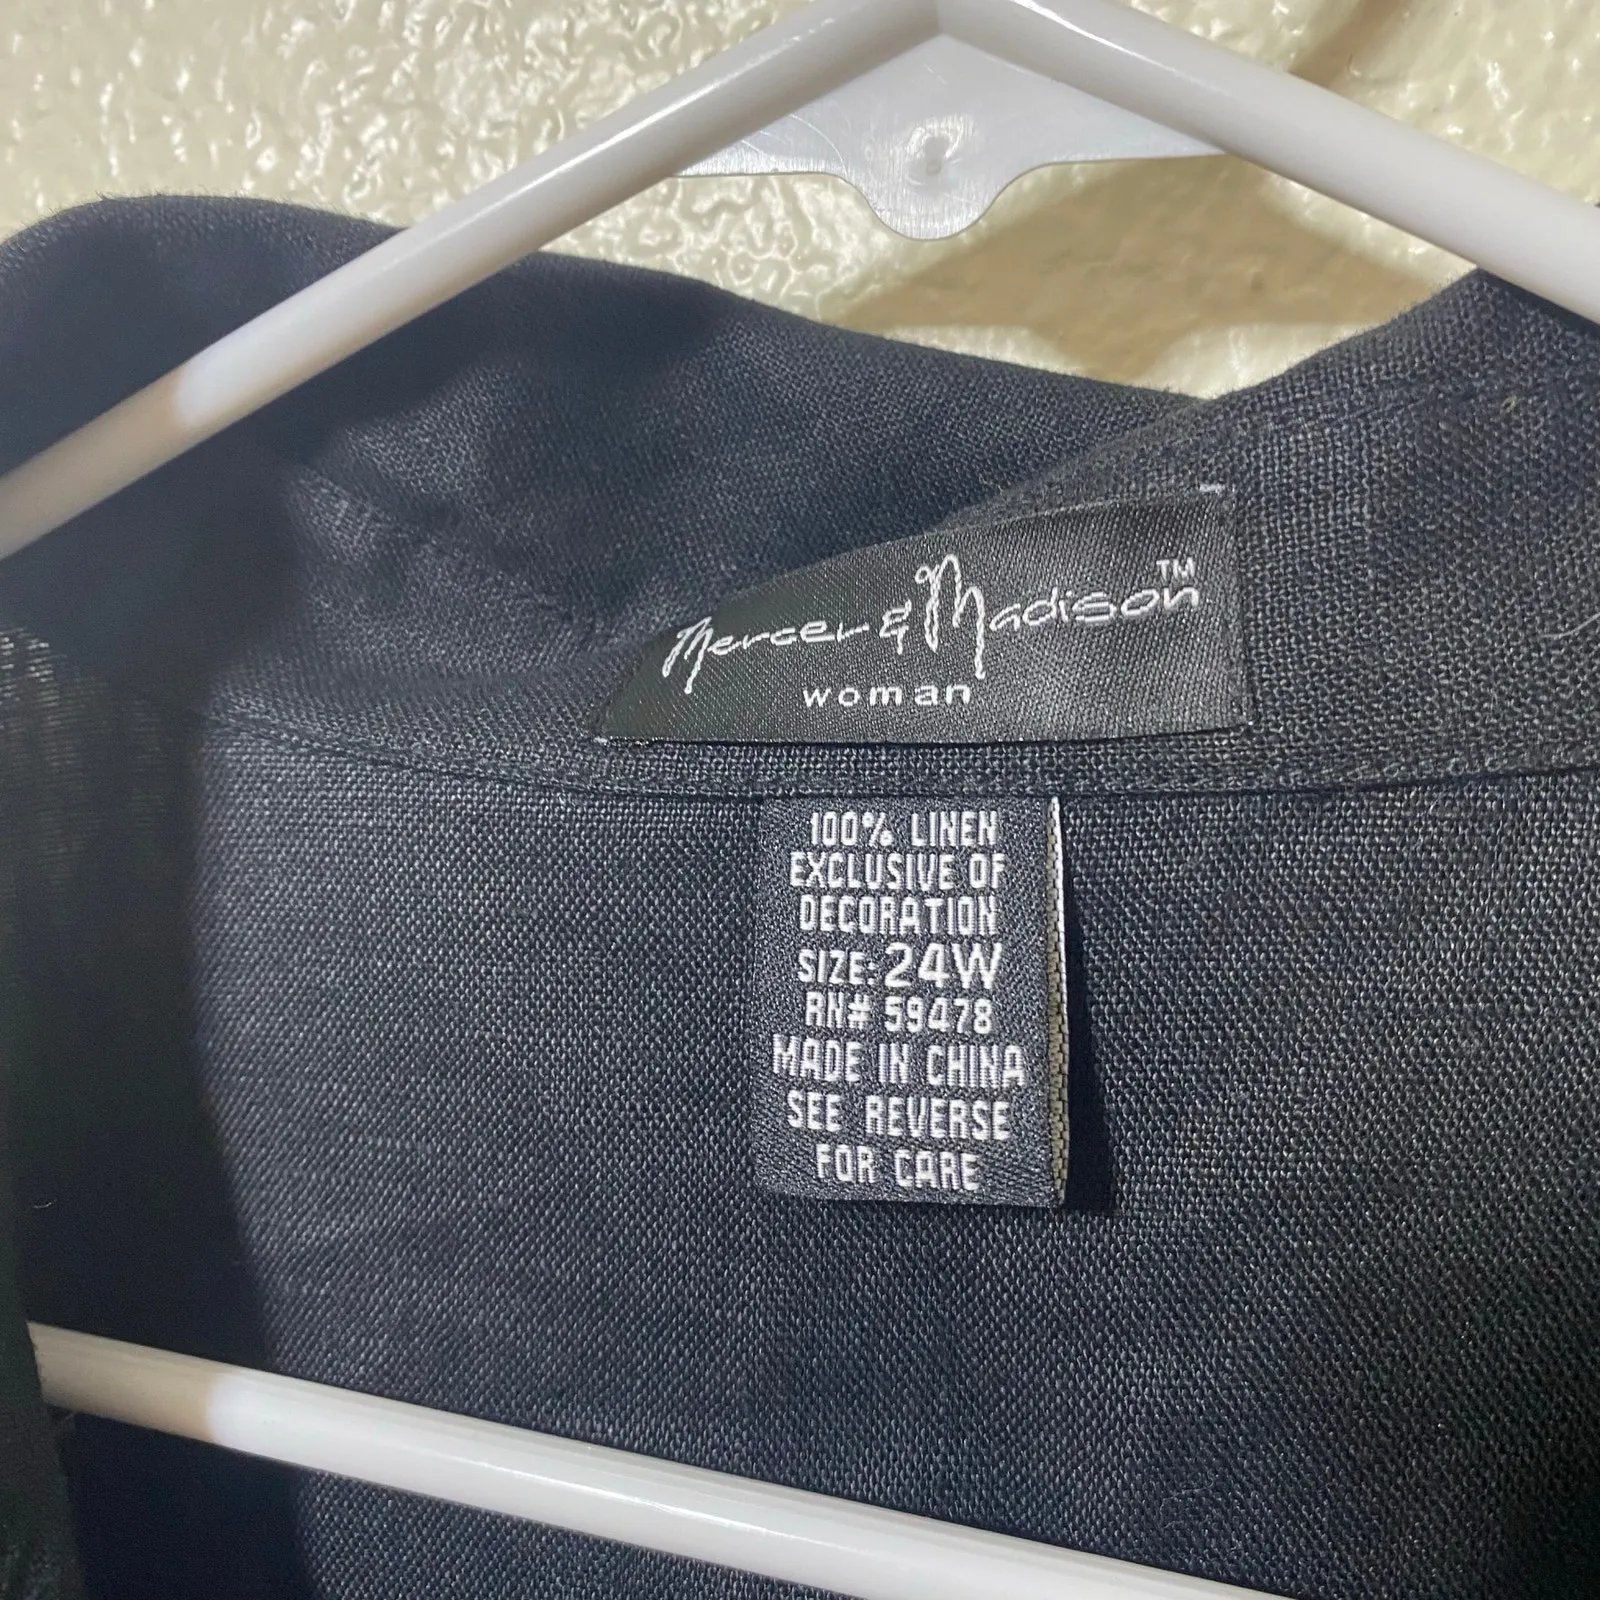 Mercer & Madison™
woman
100% LINEN
EXCLUSIVE OF
DECORATION
SIZE: 24W
RN# 59478
MADE IN CHINA
SEE REVERSE
FOR CARE